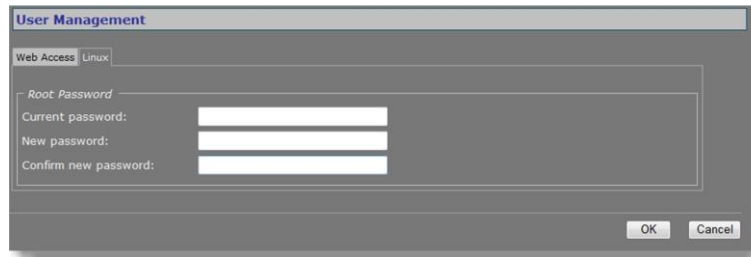 User Management
Web Access Linux
Root Password
Current password:
New password:
Confirm new password:
OK Cancel